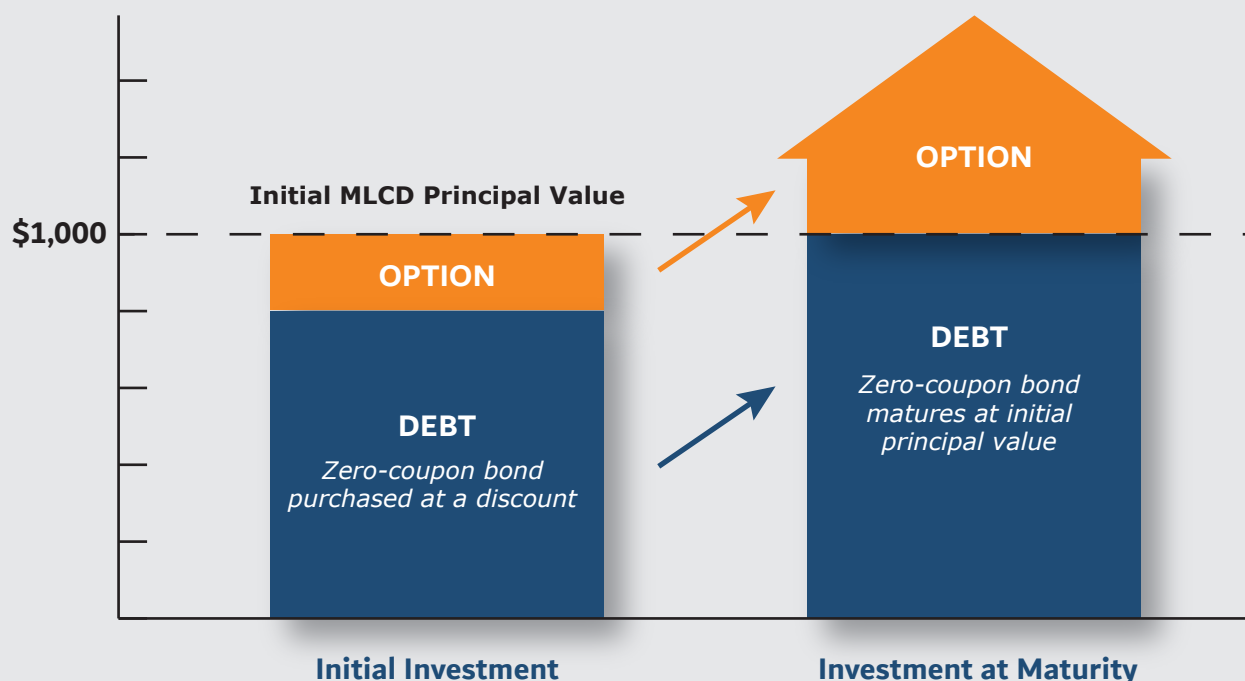 OPTION
Initial MLCD Principal Value
$1,000
OPTION
DEBT
Zero-coupon bond
matures at initial
principal value
DEBT
Zero-coupon bond
purchased at a discount
Initial Investment
Investment at Maturity